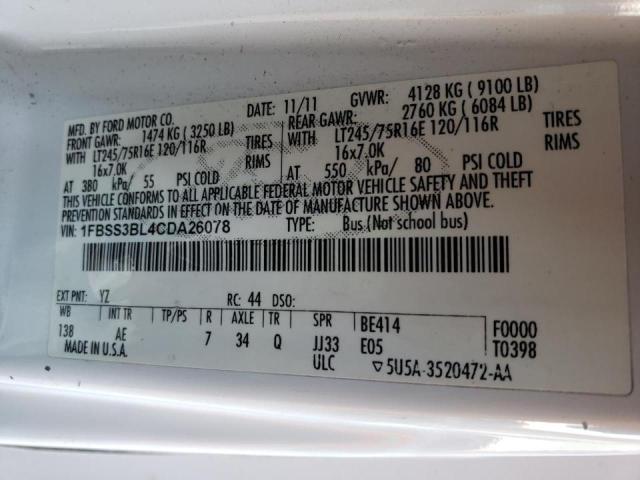 MFD. BY FORD MOTOR CO.
DATE: 11/11 GVWR: 4128 KG ( 9100 LB)
FRONT GAWR: 1474 KG ( 3250 LB) REAR GAWR: 2760 KG ( 6084 LB)
WITH LT245/75R16E 120/116R TIRES WITH LT245/75R16E 120/116R TIRES
16x7.0K RIMS 16x7.0K RIMS
AT 380 kPa/ 55 PSI COLD AT 550 kPa/ 80 PSI COLD
THIS VEHICLE CONFORMS TO ALL APPLICABLE FEDERAL MOTOR VEHICLE SAFETY AND THEFT
PREVENTION STANDARDS IN EFFECT ON THE DATE OF MANUFACTURE SHOWN ABOVE.
VIN: 1FBSS3BL4CDA26078 TYPE: Bus (Not school bus)
EXT PNT: YZ RC: 44 DSO:
WB INT TR TP/PS R AXLE TR SPR BE414 F0000
138 AE 7 34 Q JJ33 E05 T0398
MADE IN U.S.A. ULC ▽5U5A-3520472-AA